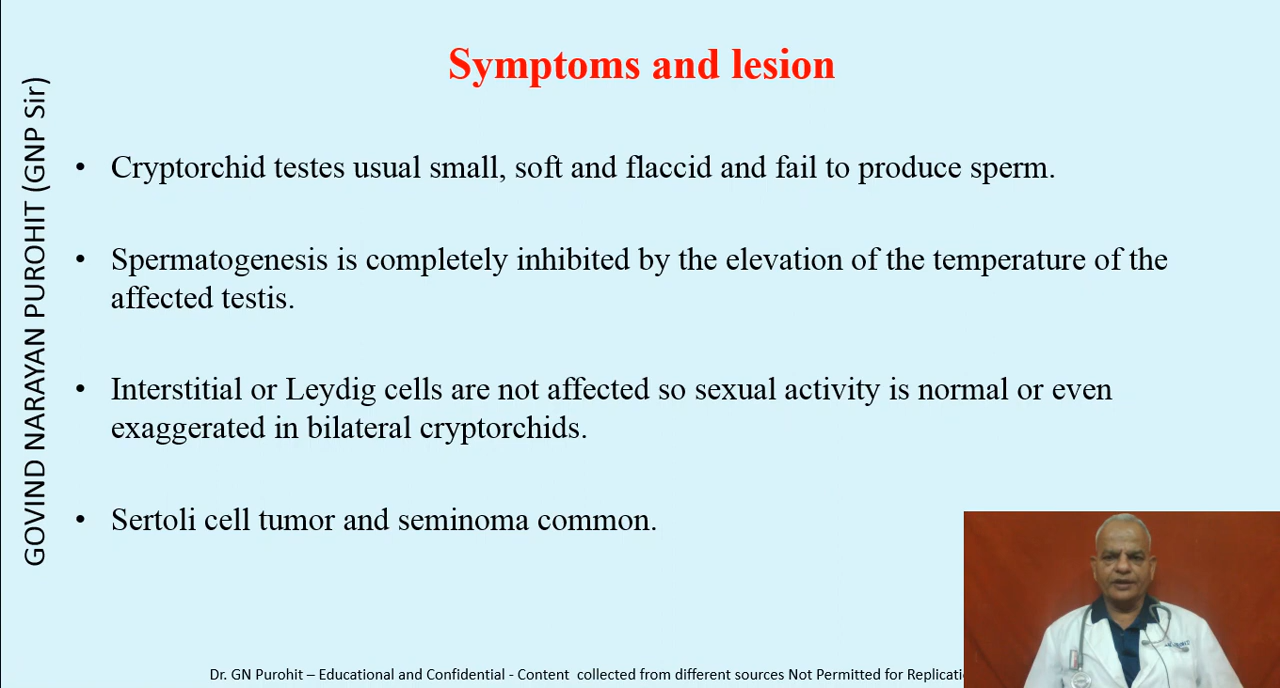 Symptoms and lesion
GOVIND NARAYAN PUROHIT (GNP Sir)
• Cryptorchid testes usual small, soft and flaccid and fail to produce sperm.
• Spermatogenesis is completely inhibited by the elevation of the temperature of the
affected testis.
• Interstitial or Leydig cells are not affected so sexual activity is normal or even
exaggerated in bilateral cryptorchids.
• Sertoli cell tumor and seminoma common.
Dr. GN Purohit – Educational and Confidential - Content collected from different sources Not Permitted for